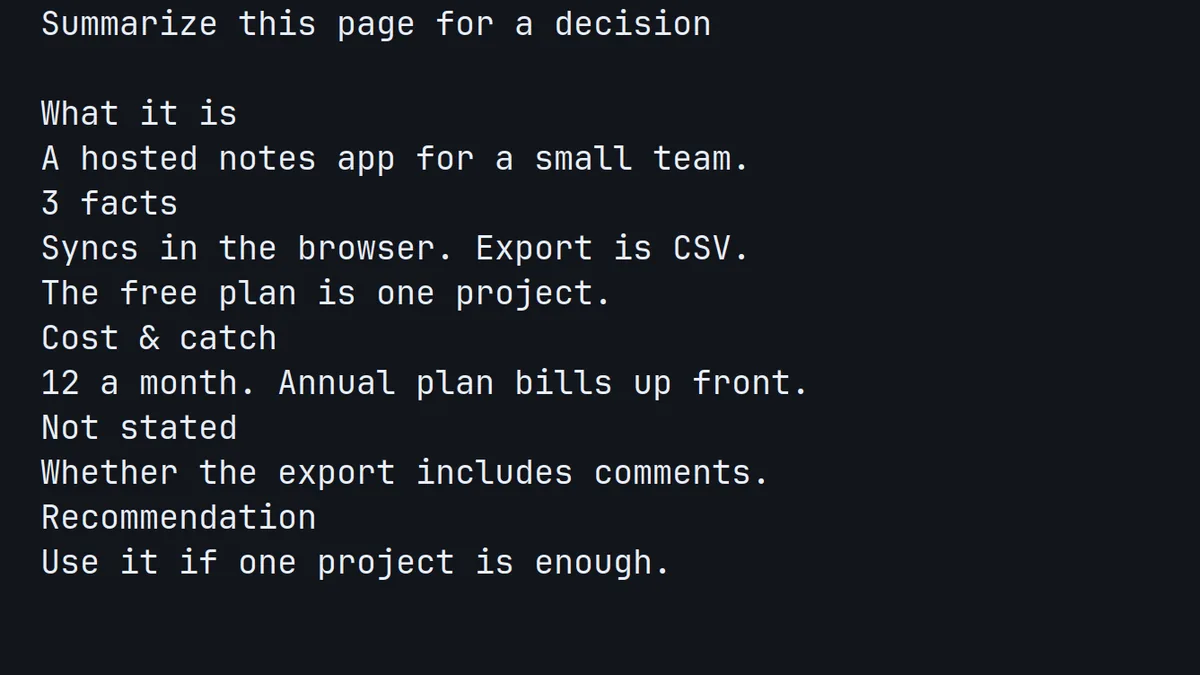 Summarize this page for a decision
What it is
A hosted notes app for a small team.
3 facts
Syncs in the browser. Export is CSV.
The free plan is one project.
Cost & catch
12 a month. Annual plan bills up front.
Not stated
Whether the export includes comments.
Recommendation
Use it if one project is enough.